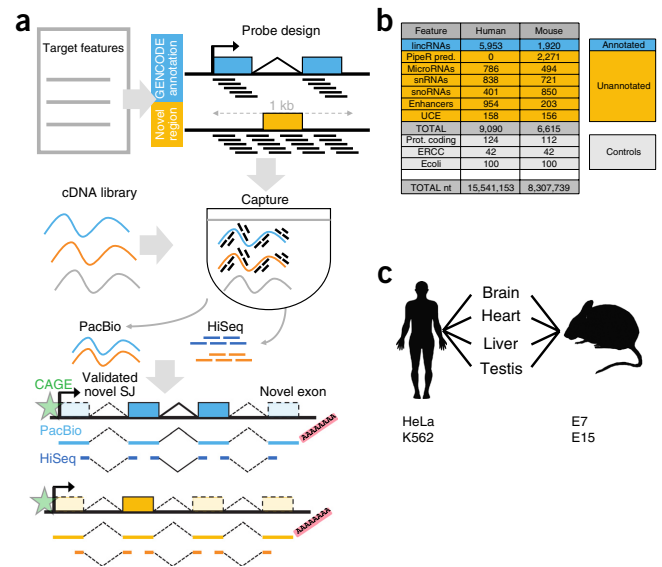 a
Target features
Probe design
GENCODE
annotation
Novel
region
1 kb
cDNA library
Capture
PacBio
HiSeq
CAGE
Validated
novel SJ
Novel exon
AAAAAAAA
PacBio
HiSeq
AAAAAAAA
b
Feature Human Mouse
lincRNAs 5,953 1,920 Annotated
PipeR pred. 0 2,271
MicroRNAs 786 494
snRNAs 838 721
snoRNAs 401 850
Enhancers 954 203
UCE 158 156
Unannotated
TOTAL 9,090 6,615
Prot. coding 124 112
ERCC 42 42
Ecoli 100 100
Controls
TOTAL nt 15,541,153 8,307,739
c
Brain
Heart
Liver
Testis
HeLa
K562
E7
E15